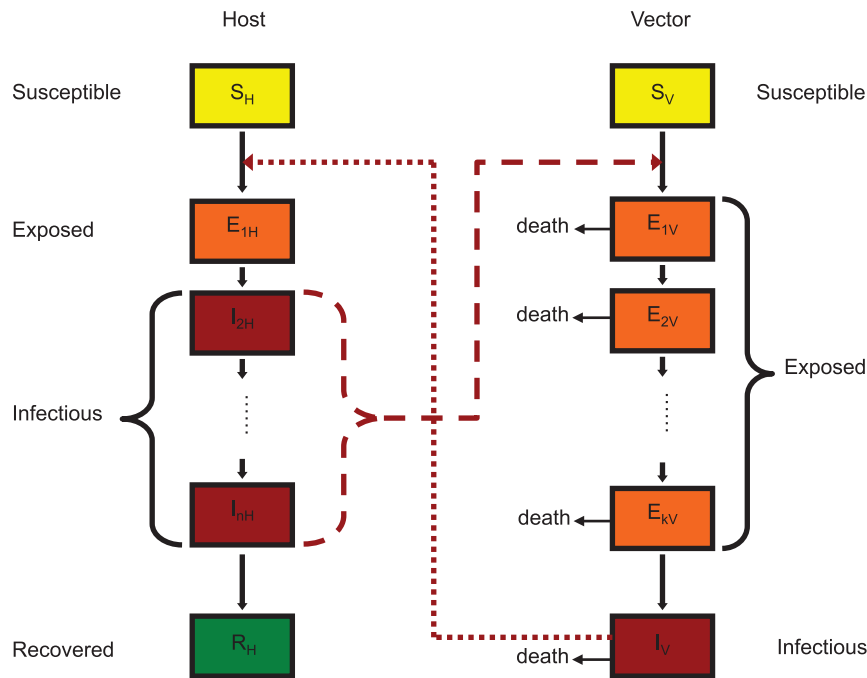 Host Vector
Susceptible S_H S_V Susceptible
Exposed E_1H death E_1V
I_2H death E_2V
Infectious Exposed
I_nH death E_kV
Recovered R_H death I_V Infectious